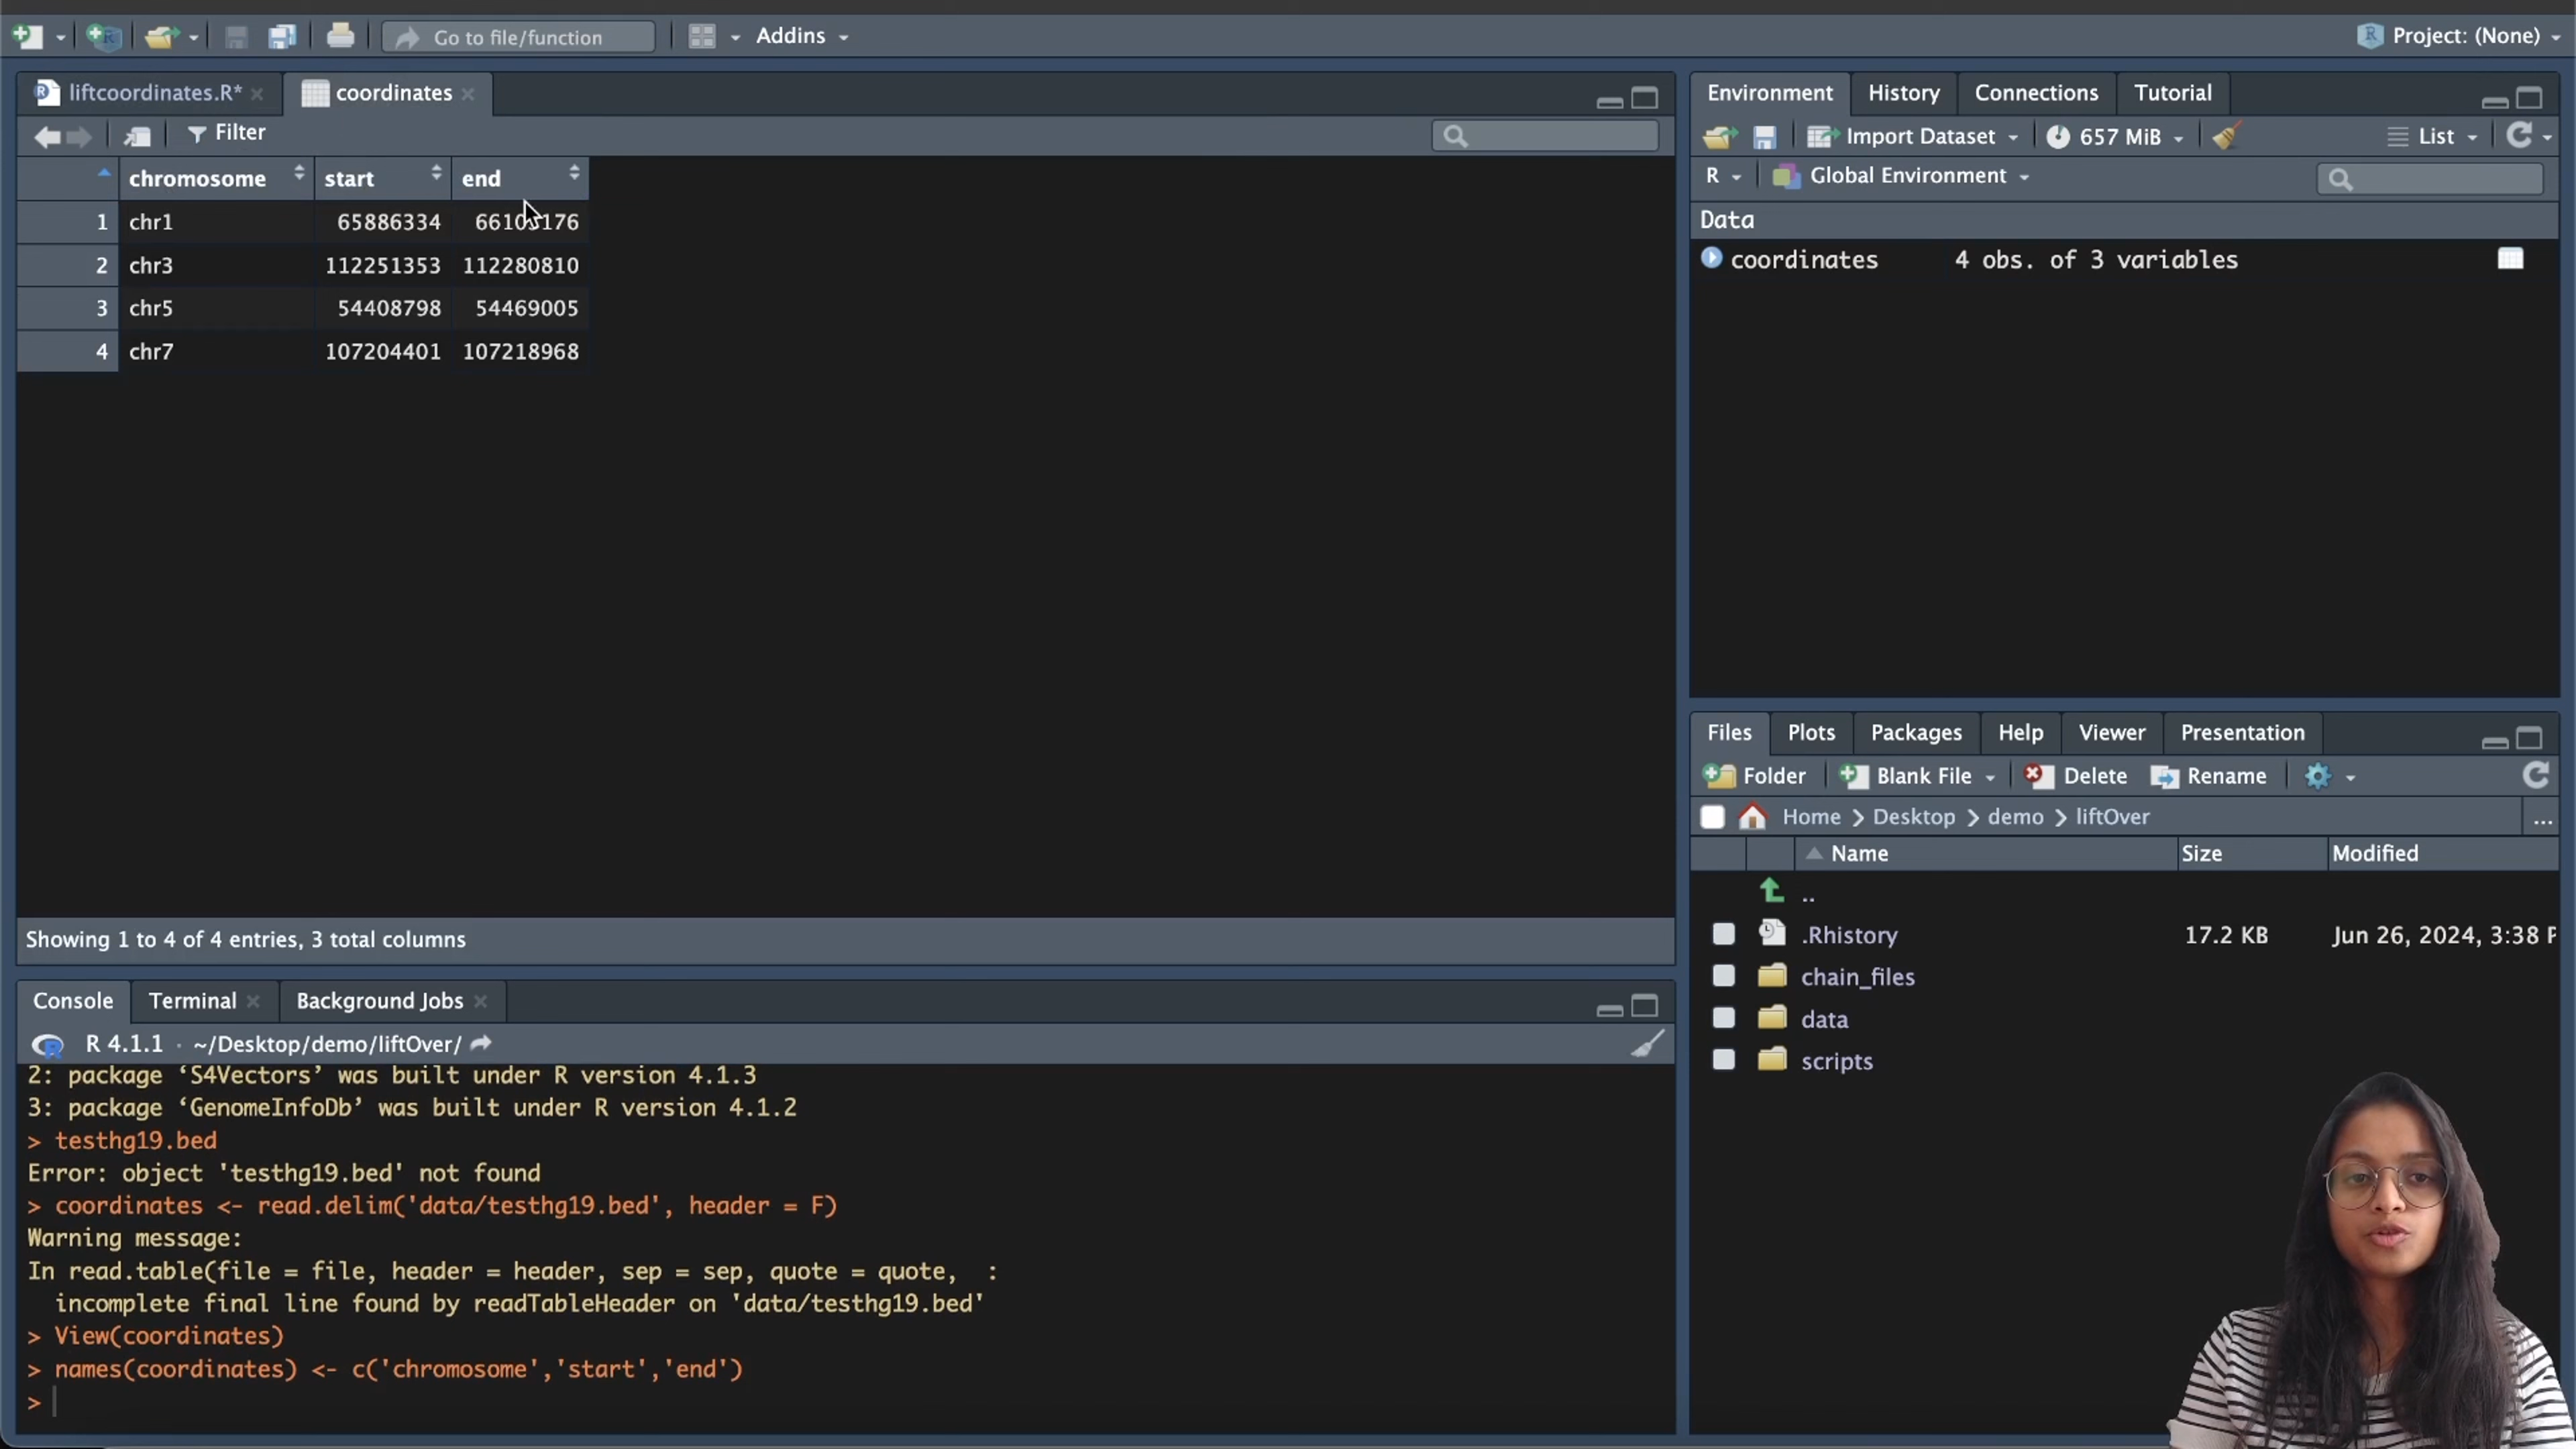 Go to file/function
Addins
Project: (None)
liftcoordinates.R*
coordinates
Filter
chromosome start end
1 chr1 65886334
2 chr3 112251353 112280810
3 chr5 54408798 54469005
4 chr7 107204401 107218968
Showing 1 to 4 of 4 entries, 3 total columns
Console Terminal Background Jobs
R 4.1.1 · ~/Desktop/demo/liftOver/
2: package ‘S4Vectors’ was built under R version 4.1.3
3: package ‘GenomeInfoDb’ was built under R version 4.1.2
> testhg19.bed
Error: object 'testhg19.bed' not found
> coordinates <- read.delim('data/testhg19.bed', header = F)
Warning message:
In read.table(file = file, header = header, sep = sep, quote = quote,  :
incomplete final line found by readTableHeader on 'data/testhg19.bed'
> View(coordinates)
> names(coordinates) <- c('chromosome','start','end')
>
Environment History Connections Tutorial
Import Dataset 657 MiB List
R Global Environment
Data
coordinates 4 obs. of 3 variables
Files Plots Packages Help Viewer Presentation
Folder Blank File Delete Rename
Home Desktop demo liftOver ...
Name Size Modified
..
.Rhistory 17.2 KB Jun 26, 2024, 3:38 P
chain_files
data
scripts